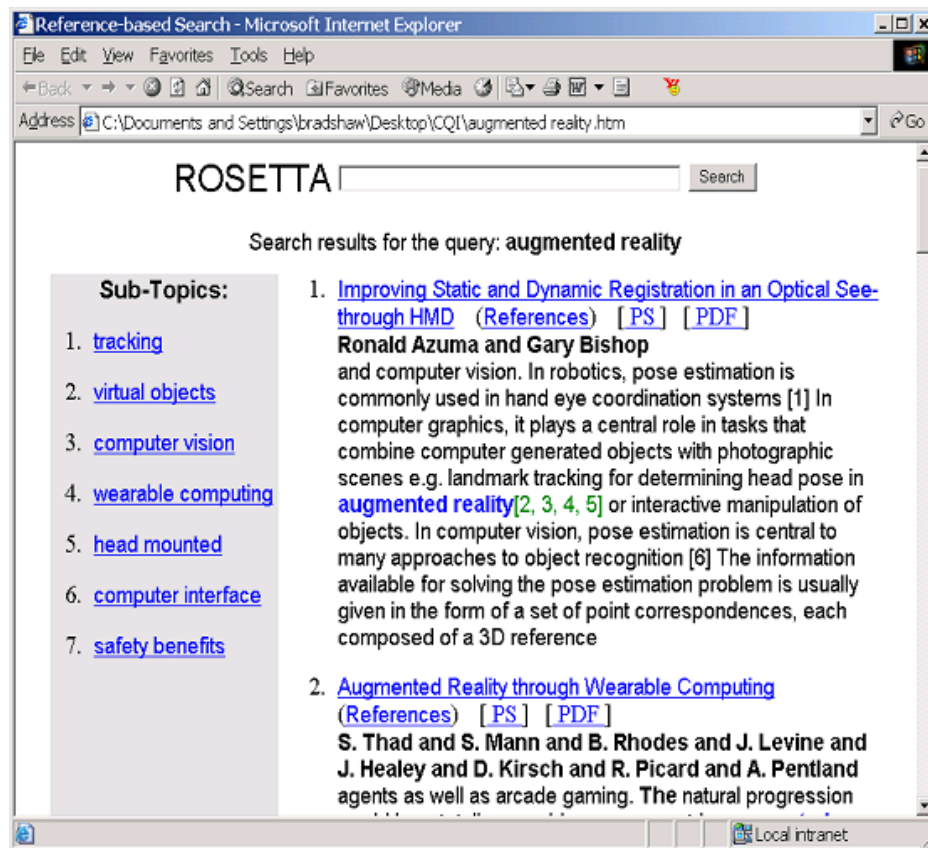 Reference-based Search - Microsoft Internet Explorer
File Edit View Favorites Tools Help
Back Search Favorites Media
Address C:\Documents and Settings\bradshaw\Desktop\CQI\augmented reality.htm Go
ROSETTA Search
Search results for the query: augmented reality
Sub-Topics:
1. tracking
2. virtual objects
3. computer vision
4. wearable computing
5. head mounted
6. computer interface
7. safety benefits
1. Improving Static and Dynamic Registration in an Optical See-
through HMD (References) [ PS ] [ PDF ]
Ronald Azuma and Gary Bishop
and computer vision. In robotics, pose estimation is
commonly used in hand eye coordination systems [1] In
computer graphics, it plays a central role in tasks that
combine computer generated objects with photographic
scenes e.g. landmark tracking for determining head pose in
augmented reality[2, 3, 4, 5] or interactive manipulation of
objects. In computer vision, pose estimation is central to
many approaches to object recognition [6] The information
available for solving the pose estimation problem is usually
given in the form of a set of point correspondences, each
composed of a 3D reference
2. Augmented Reality through Wearable Computing
(References) [ PS ] [ PDF ]
S. Thad and S. Mann and B. Rhodes and J. Levine and
J. Healey and D. Kirsch and R. Picard and A. Pentland
agents as well as arcade gaming. The natural progression
Local intranet